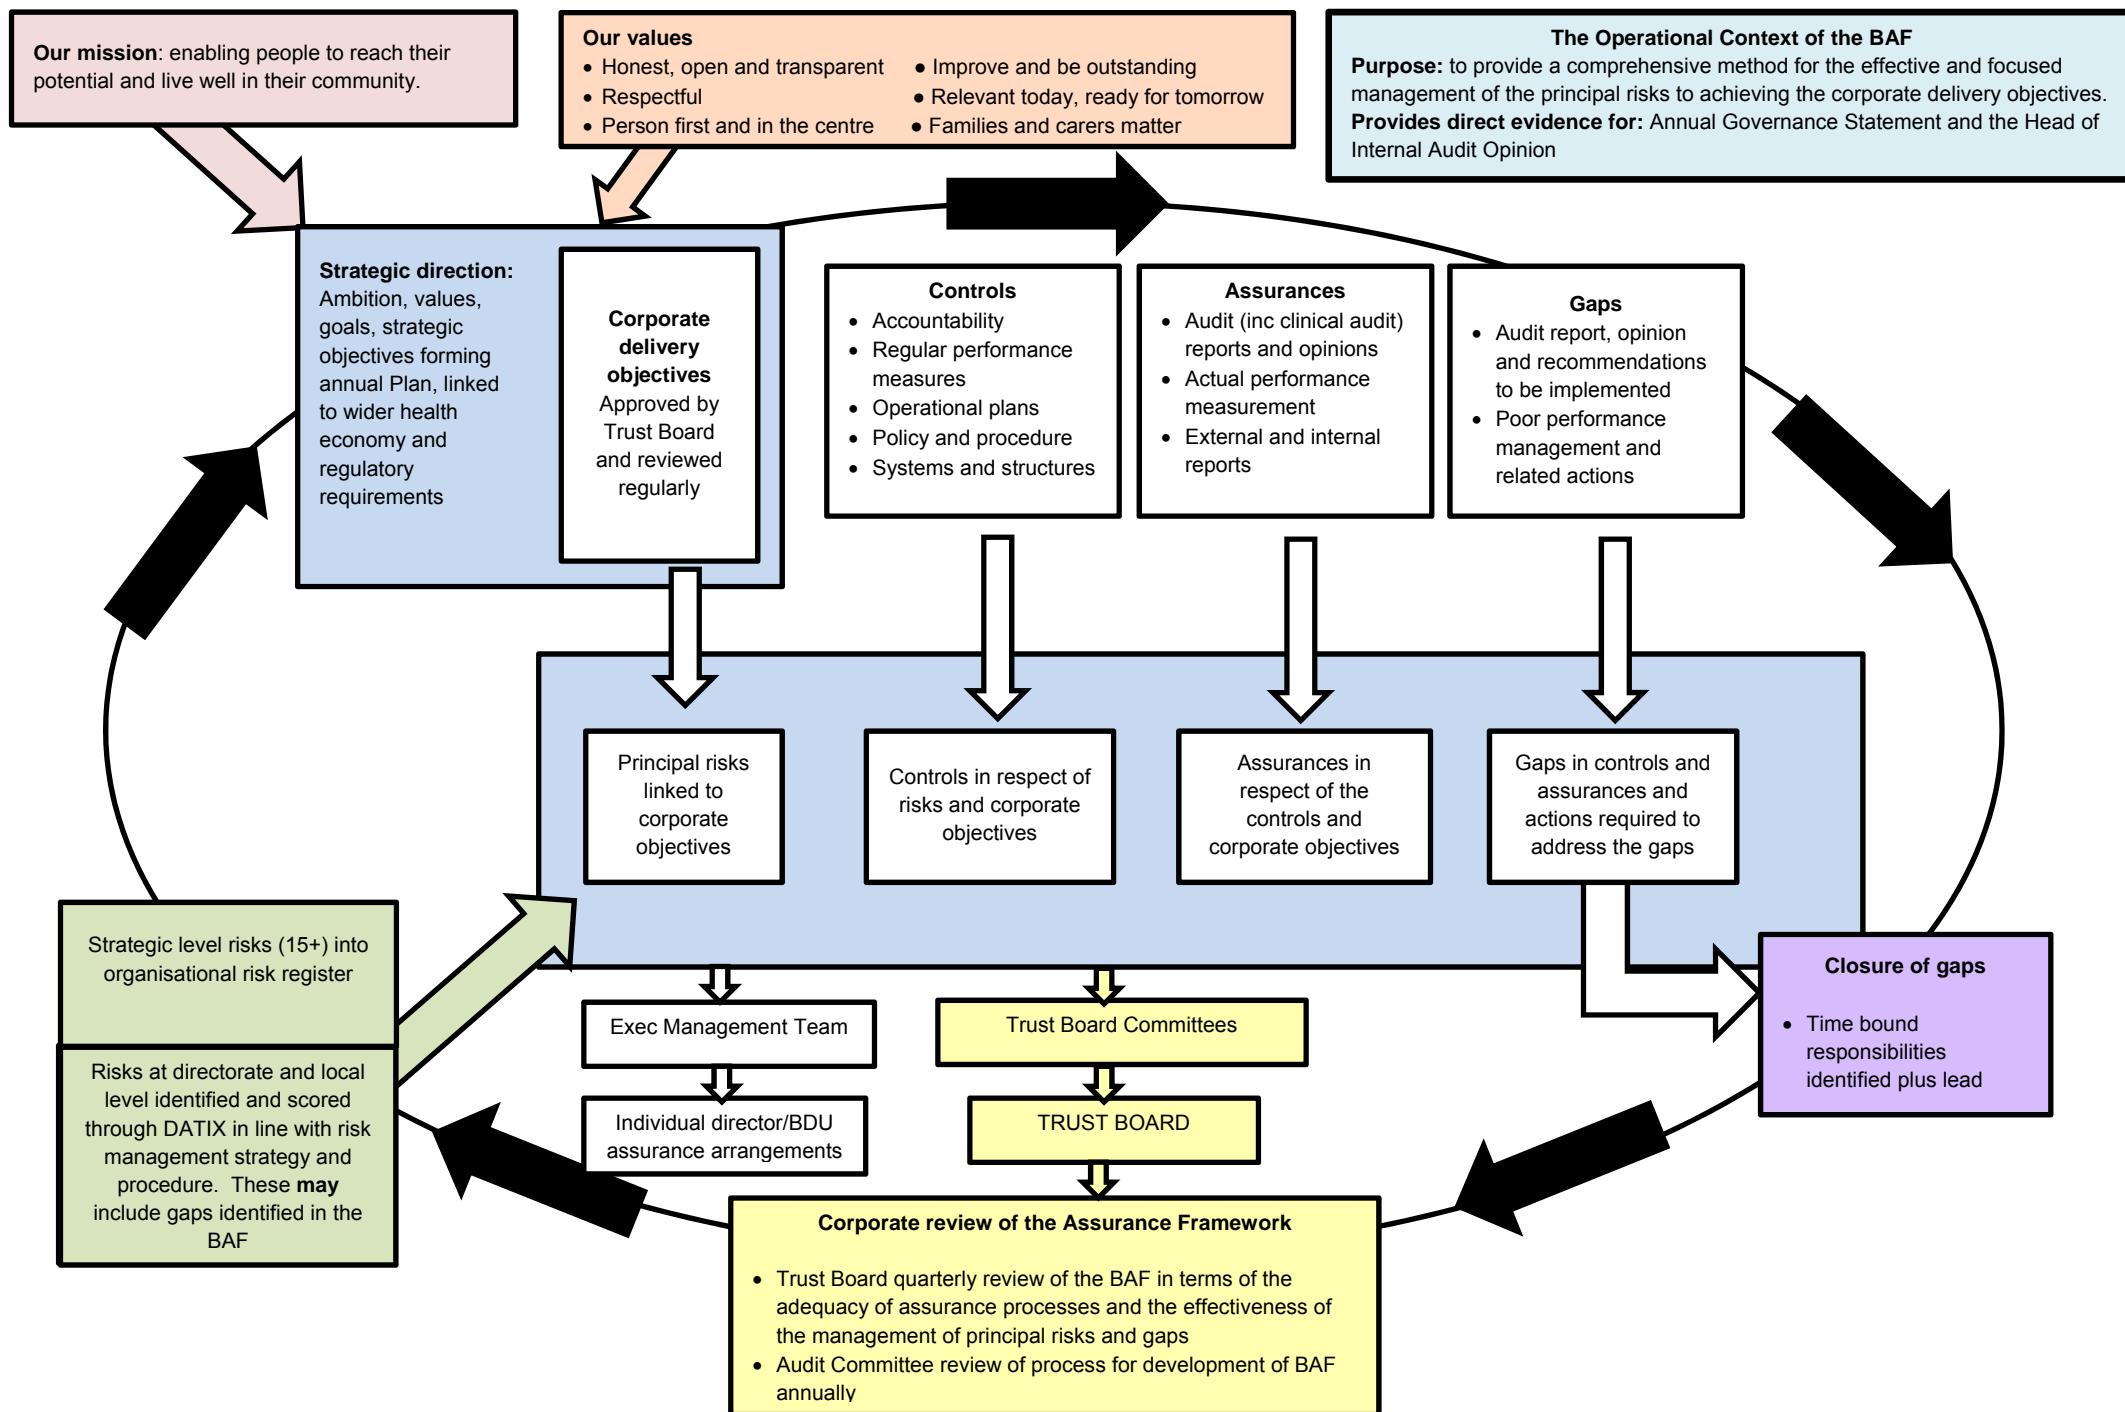 Our mission: enabling people to reach their
potential and live well in their community.
Our values
• Honest, open and transparent
• Respectful
• Person first and in the centre
● Improve and be outstanding
● Relevant today, ready for tomorrow
● Families and carers matter
The Operational Context of the BAF
Purpose: to provide a comprehensive method for the effective and focused
management of the principal risks to achieving the corporate delivery objectives.
Provides direct evidence for: Annual Governance Statement and the Head of
Internal Audit Opinion
Strategic direction:
Ambition, values,
goals, strategic
objectives forming
annual Plan, linked
to wider health
economy and
regulatory
requirements
Corporate
delivery
objectives
Approved by
Trust Board
and reviewed
regularly
Controls
• Accountability
• Regular performance
measures
• Operational plans
• Policy and procedure
• Systems and structures
Assurances
• Audit (inc clinical audit)
reports and opinions
• Actual performance
measurement
• External and internal
reports
Gaps
• Audit report, opinion
and recommendations
to be implemented
• Poor performance
management and
related actions
Principal risks
linked to
corporate
objectives
Controls in respect of
risks and corporate
objectives
Assurances in
respect of the
controls and
corporate objectives
Gaps in controls and
assurances and
actions required to
address the gaps
Strategic level risks (15+) into
organisational risk register
Risks at directorate and local
level identified and scored
through DATIX in line with risk
management strategy and
procedure. These may
include gaps identified in the
BAF
Exec Management Team
Individual director/BDU
assurance arrangements
Trust Board Committees
TRUST BOARD
Closure of gaps
• Time bound
responsibilities
identified plus lead
Corporate review of the Assurance Framework
• Trust Board quarterly review of the BAF in terms of the
adequacy of assurance processes and the effectiveness of
the management of principal risks and gaps
• Audit Committee review of process for development of BAF
annually